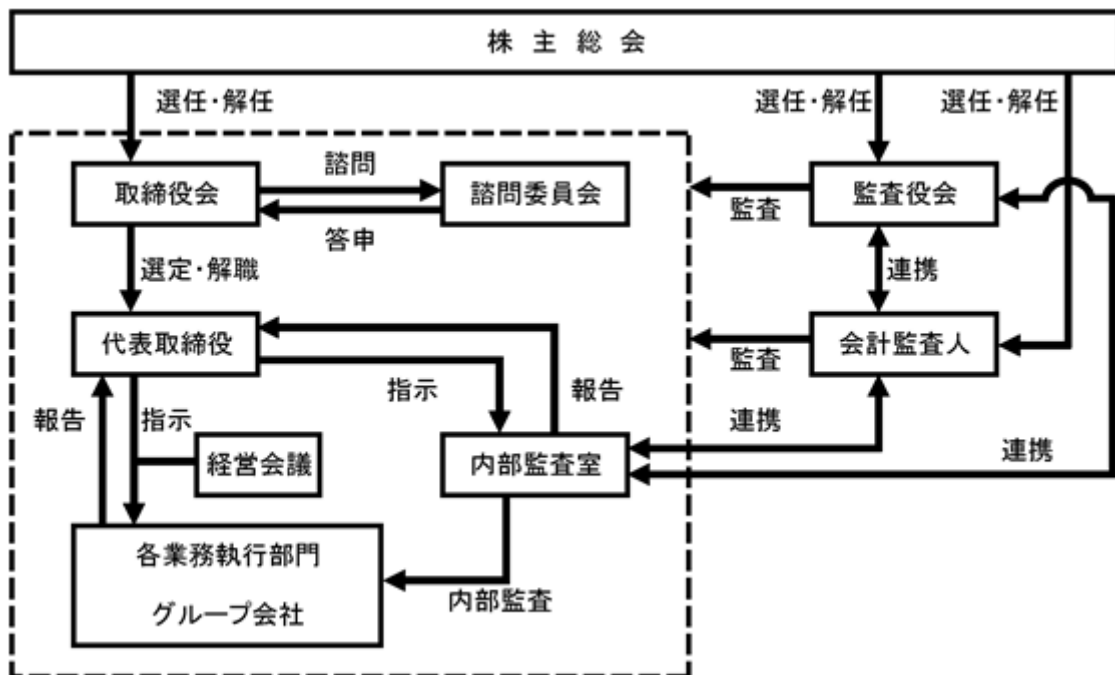 株主総会
選任・解任
選任・解任
選任・解任
取締役会
諮問
諮問委員会
答申
監査
監査役会
選定・解職
連携
代表取締役
監査
会計監査人
報告
指示
指示
報告
連携
経営会議
内部監査室
連携
各業務執行部門
グループ会社
内部監査